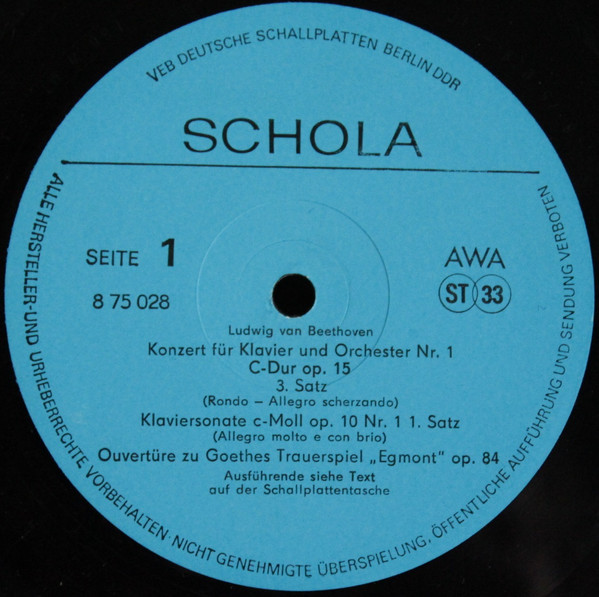 VEB DEUTSCHE SCHALLPLATTEN BERLIN DDR
SCHOLA
SEITE 1
8 75 028
AWA
ST 33
Ludwig van Beethoven
Konzert für Klavier und Orchester Nr. 1
C-Dur op. 15
3. Satz
(Rondo – Allegro scherzando)
Klaviersonate c-Moll op. 10 Nr. 1 1. Satz
(Allegro molto e con brio)
Ouvertüre zu Goethes Trauerspiel „Egmont" op. 84
Ausführende siehe Text
auf der Schallplattentasche
ALLE HERSTELLER-UND URHEBERRECHTE VORBEHALTEN·NICHT GENEHMIGTE ÜBERSPIELUNG, ÖFFENTLICHE AUFFÜHRUNG UND SENDUNG VERBOTEN